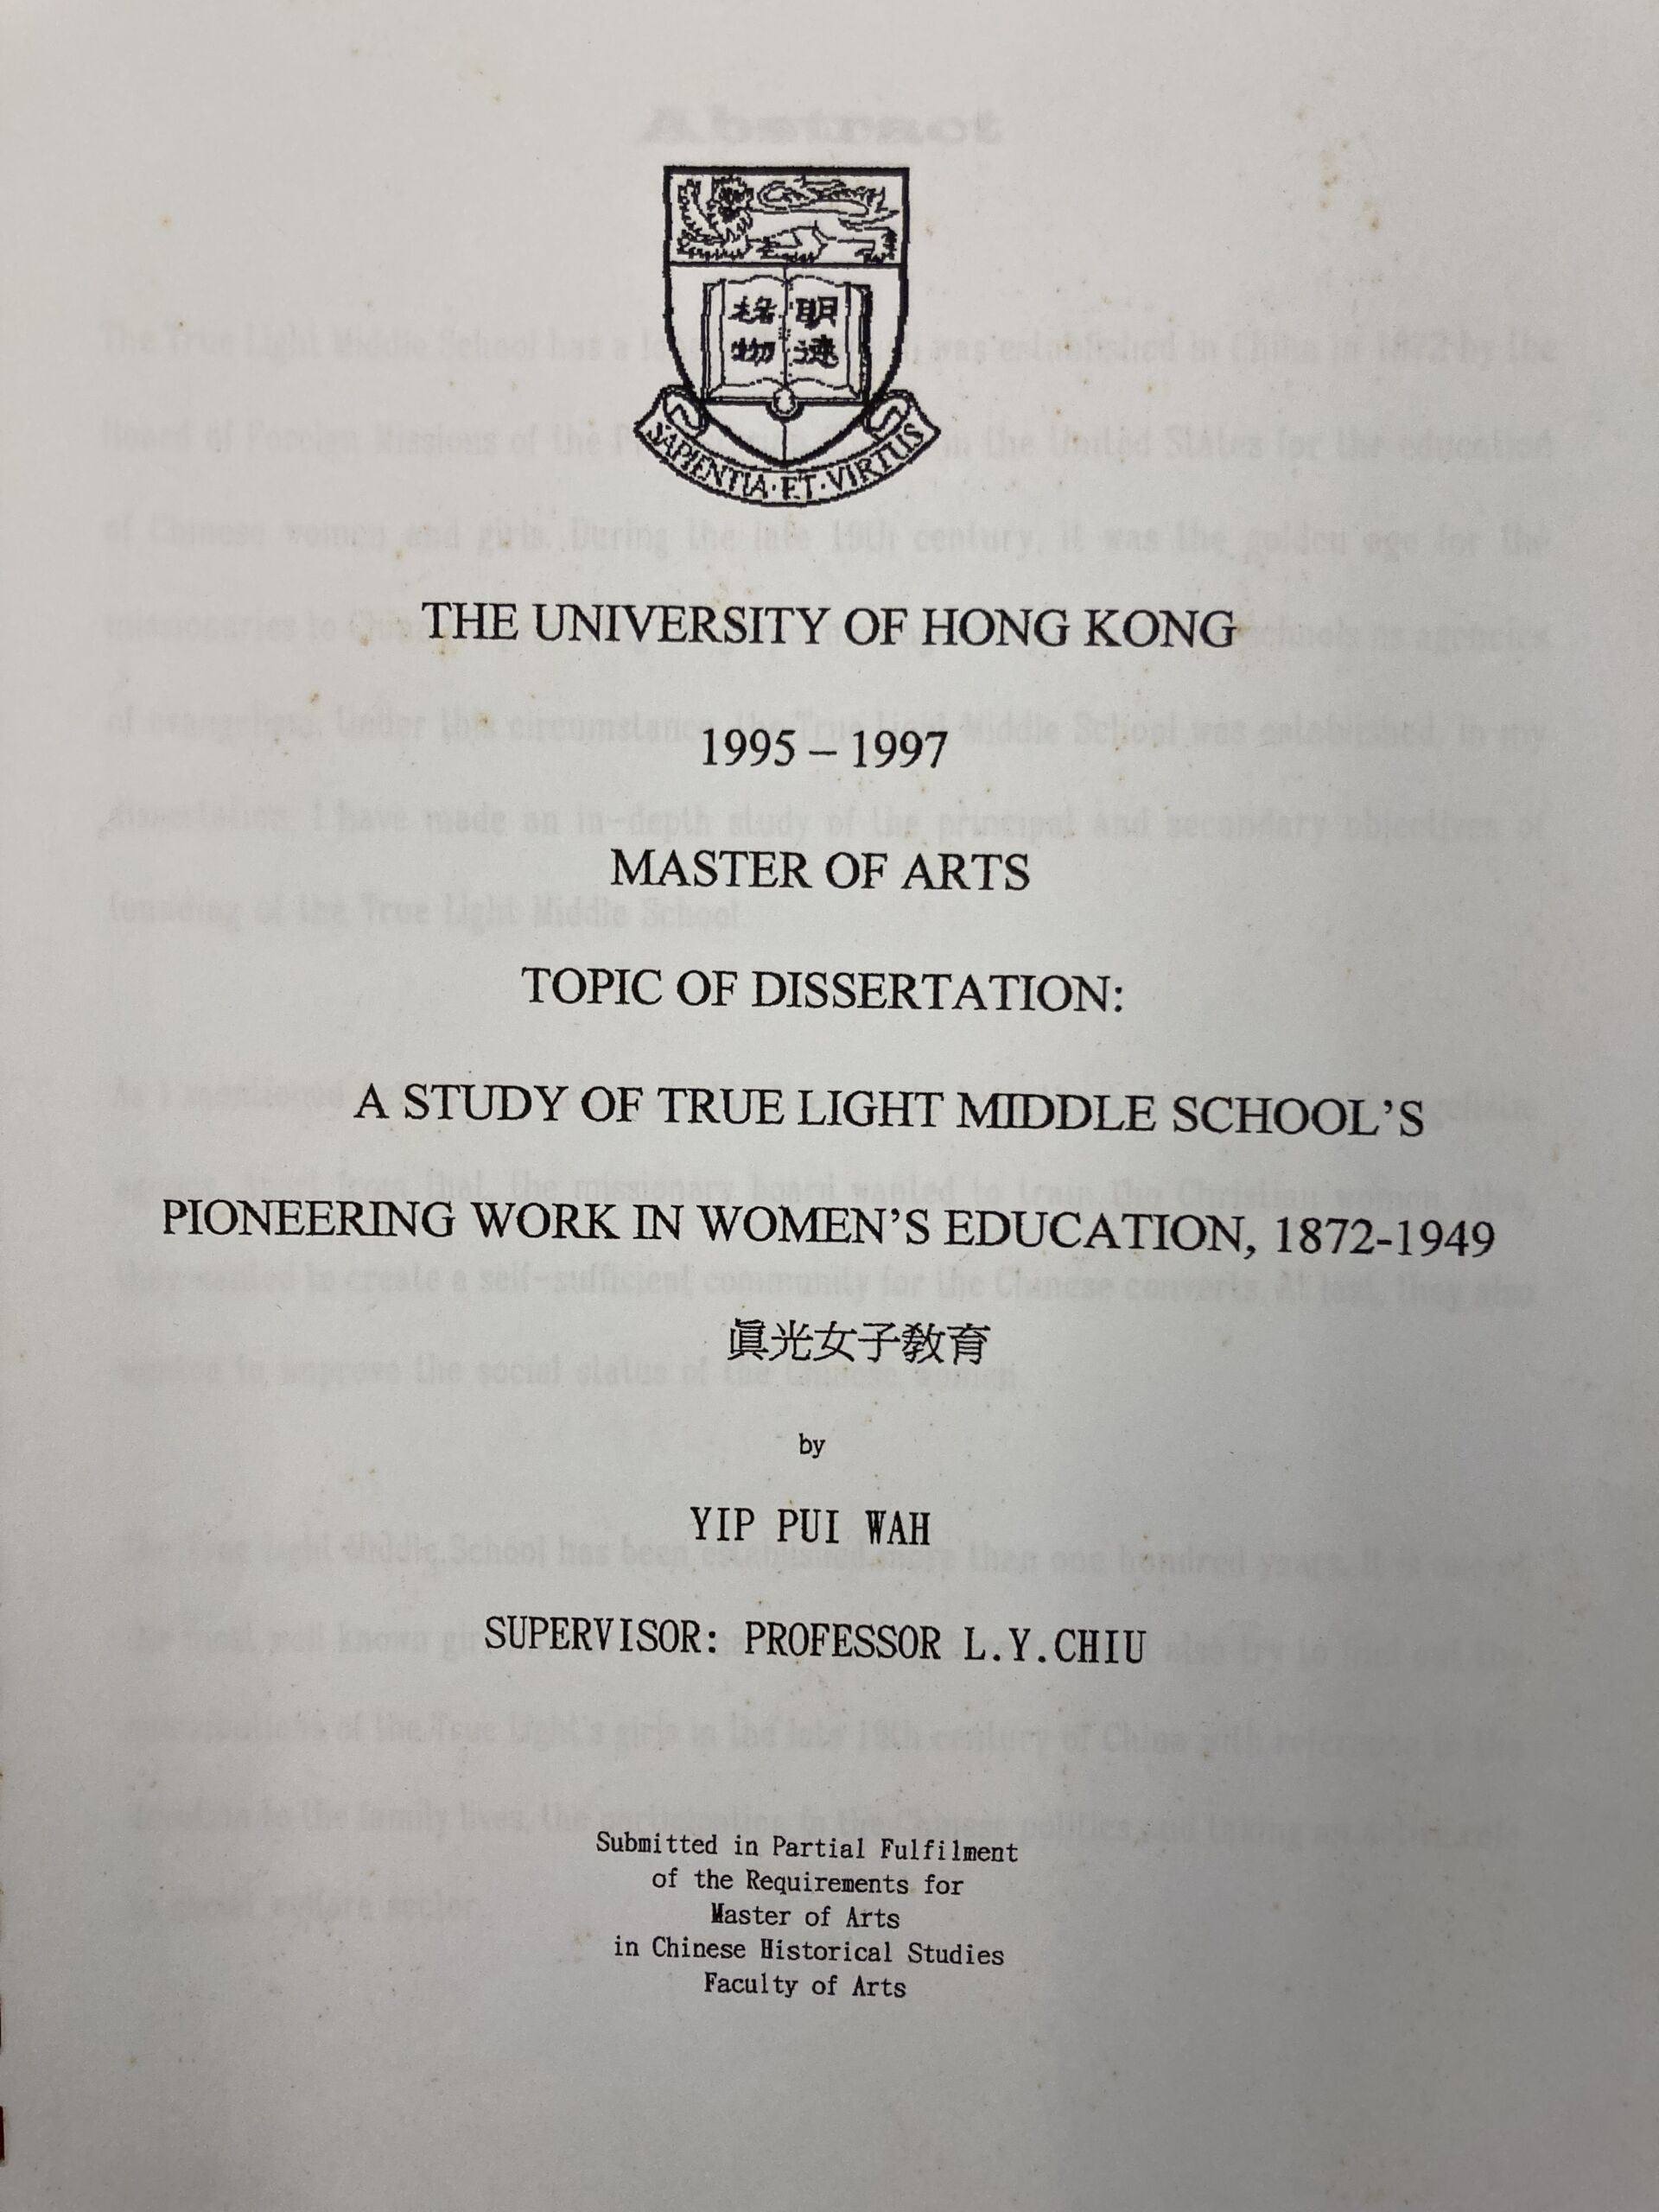 明德
格物
SAPIENTIA·ET·VIRTUS
THE UNIVERSITY OF HONG KONG
1995 – 1997
MASTER OF ARTS
TOPIC OF DISSERTATION:
A STUDY OF TRUE LIGHT MIDDLE SCHOOL’S
PIONEERING WORK IN WOMEN’S EDUCATION, 1872-1949
眞光女子教育
by
YIP PUI WAH
SUPERVISOR: PROFESSOR L.Y.CHIU
Submitted in Partial Fulfilment
of the Requirements for
Master of Arts
in Chinese Historical Studies
Faculty of Arts